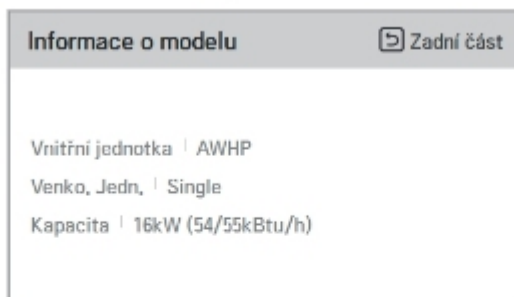 Informace o modelu
Zadní část
Vnitřní jednotka | AWHP
Venko, Jedn, | Single
Kapacita | 16kW (54/55kBtu/h)